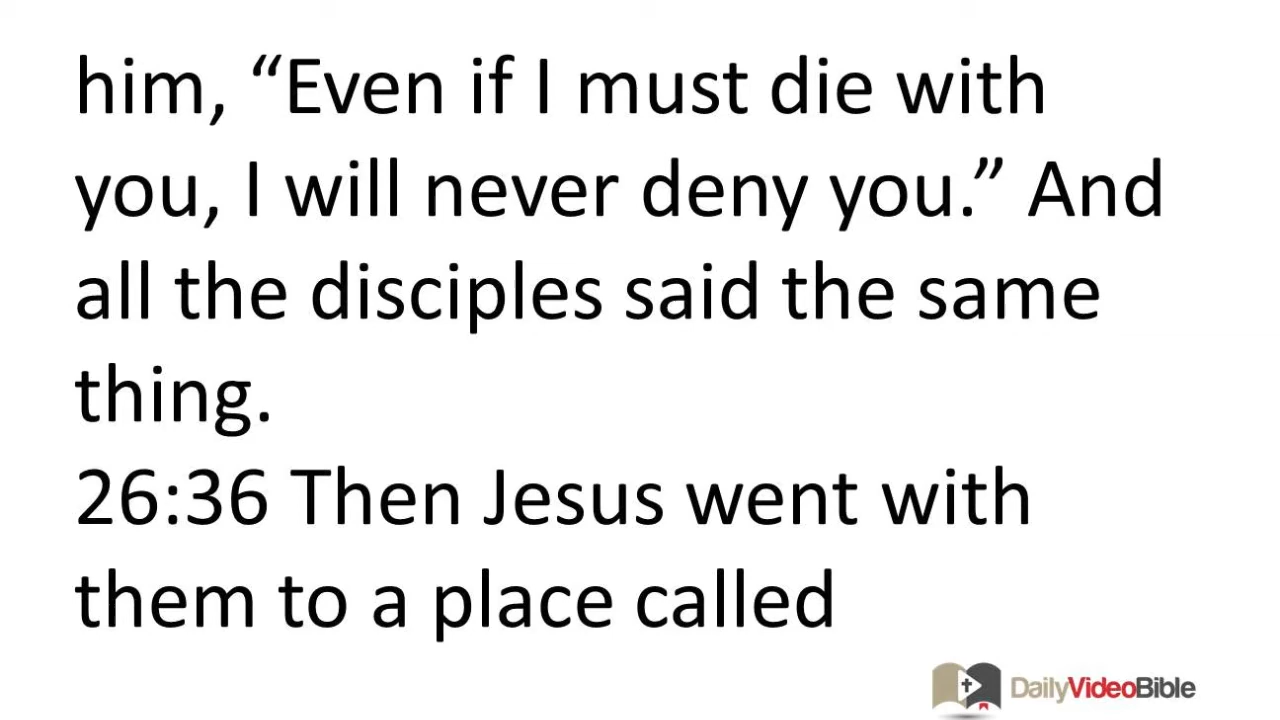 him, “Even if I must die with
you, I will never deny you.” And
all the disciples said the same
thing.
26:36 Then Jesus went with
them to a place called
DailyVideoBible